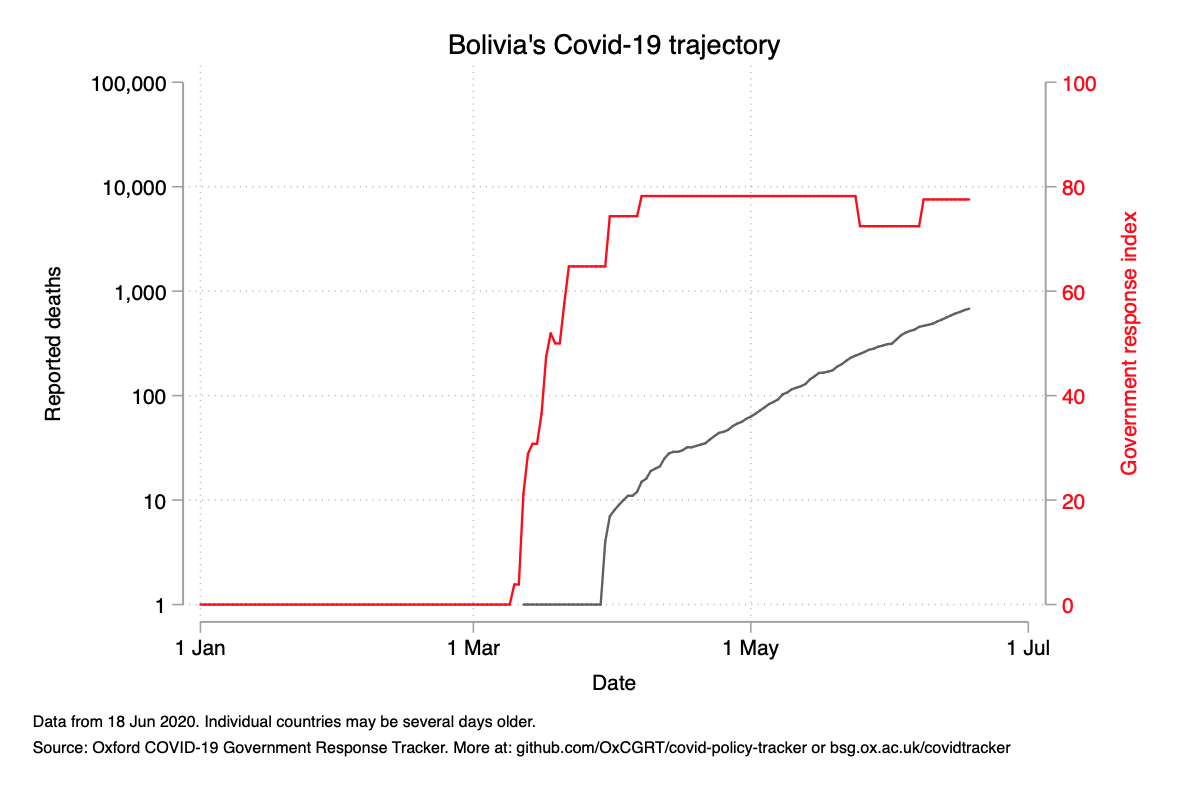 Bolivia's Covid-19 trajectory
100,000
10,000
1,000
100
10
1
Reported deaths
100
80
60
40
20
0
Government response index
1 Jan
1 Mar
1 May
1 Jul
Date
Data from 18 Jun 2020. Individual countries may be several days older.
Source: Oxford COVID-19 Government Response Tracker. More at: github.com/OxCGRT/covid-policy-tracker or bsg.ox.ac.uk/covidtracker